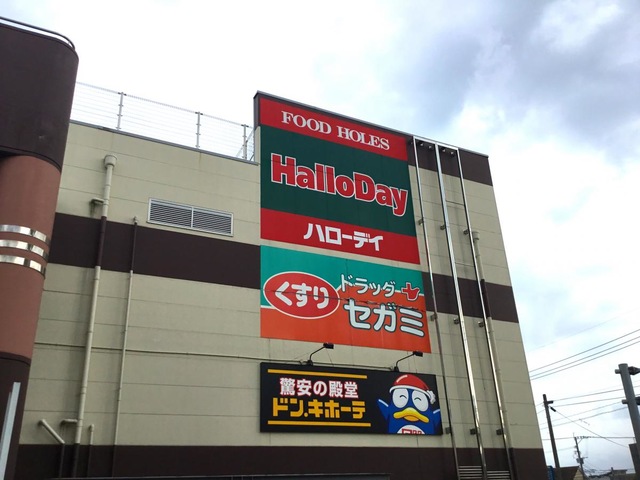 FOOD HOLES
HalloDay
ハローデイ
くすり
ドラッグ
セガミ
驚安の殿堂
ドン.キホーテ